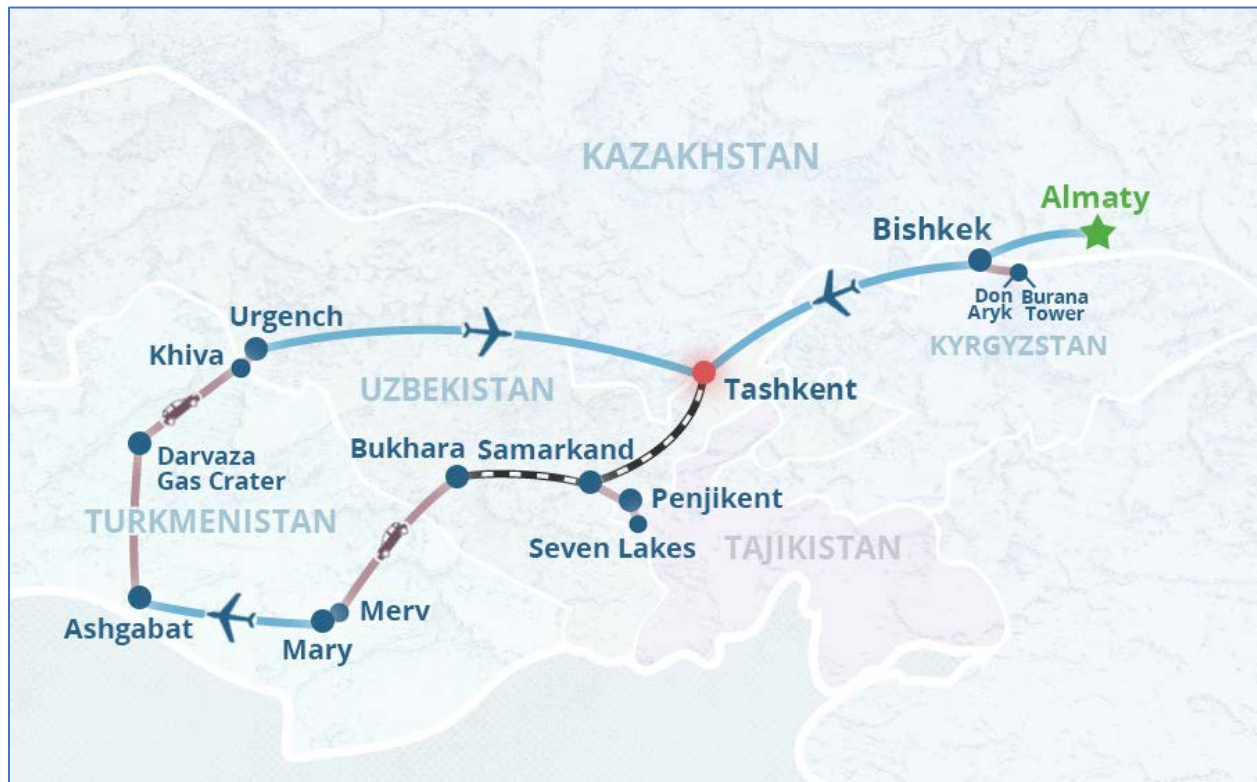 KAZAKHSTAN
Almaty
Bishkek
Don
Aryk
Burana
Tower
KYRGYZSTAN
Urgench
Khiva
UZBEKISTAN
Tashkent
Bukhara
Samarkand
Darvaza
Gas Crater
Penjikent
TURKMENISTAN
Seven Lakes
TAJIKISTAN
Ashgabat
Merv
Mary